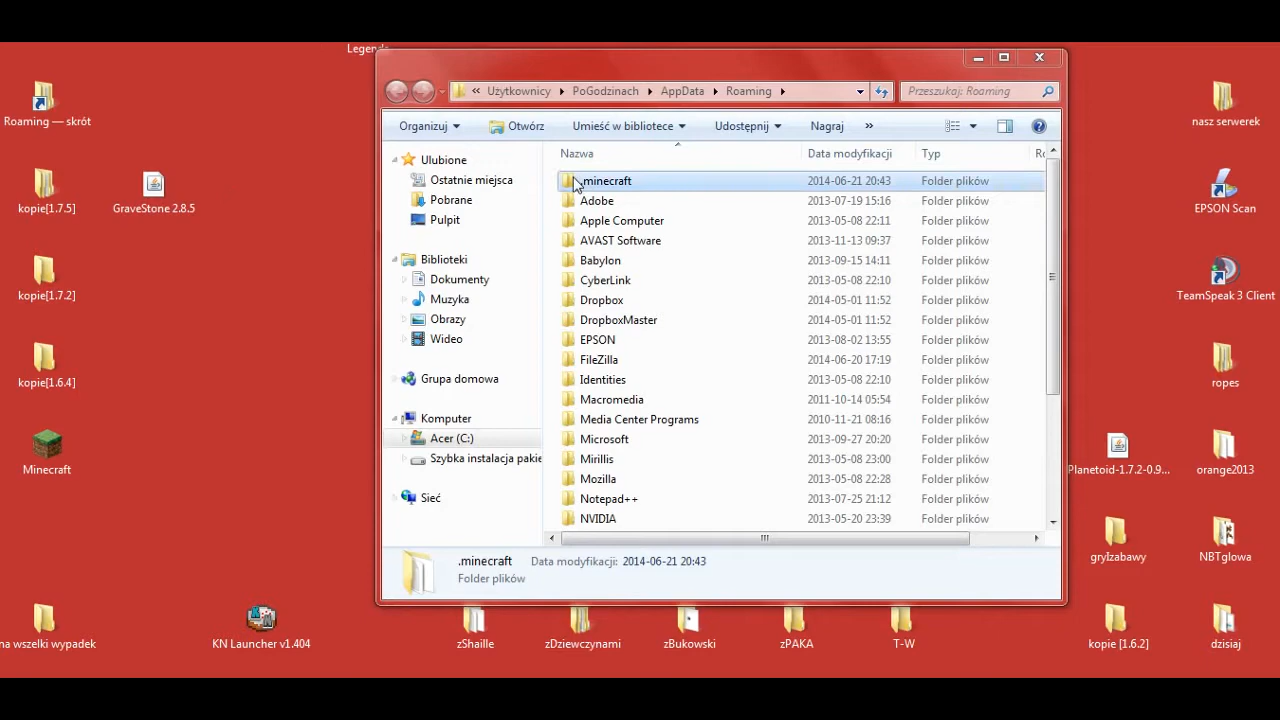 Legends
« Użytkownicy PoGodzinach AppData Roaming
Przeszukaj: Roaming
Organizuj Otwórz Umieść w bibliotece Udostępnij Nagraj »
Ulubione
Ostatnie miejsca
Pobrane
Pulpit
Biblioteki
Dokumenty
Muzyka
Obrazy
Wideo
Grupa domowa
Komputer
Acer (C:)
Szybka instalacja pakie
Sieć
Nazwa Data modyfikacji Typ
.minecraft 2014-06-21 20:43 Folder plików
Adobe 2013-07-19 15:16 Folder plików
Apple Computer 2013-05-08 22:11 Folder plików
AVAST Software 2013-11-13 09:37 Folder plików
Babylon 2013-09-15 14:11 Folder plików
CyberLink 2013-05-08 22:10 Folder plików
Dropbox 2014-05-01 11:52 Folder plików
DropboxMaster 2014-05-01 11:52 Folder plików
EPSON 2013-08-02 13:55 Folder plików
FileZilla 2014-06-20 17:19 Folder plików
Identities 2013-05-08 22:10 Folder plików
Macromedia 2011-10-14 05:54 Folder plików
Media Center Programs 2010-11-21 08:16 Folder plików
Microsoft 2013-09-27 20:20 Folder plików
Mirillis 2013-05-08 23:00 Folder plików
Mozilla 2013-05-08 22:28 Folder plików
Notepad++ 2013-07-25 21:12 Folder plików
NVIDIA 2013-05-20 23:39 Folder plików
.minecraft Data modyfikacji: 2014-06-21 20:43
Folder plików
Roaming — skrót
kopie[1.7.5]
GraveStone 2.8.5
kopie[1.7.2]
kopie[1.6.4]
Minecraft
na wszelki wypadek
KN Launcher v1.404
zShaille
zDziewczynami
zBukowski
zPAKA
T-W
nasz serwerek
EPSON Scan
TeamSpeak 3 Client
ropes
Planetoid-1.7.2-0.9...
orange2013
gryIzabawy
NBTglowa
kopie [1.6.2]
dzisiaj